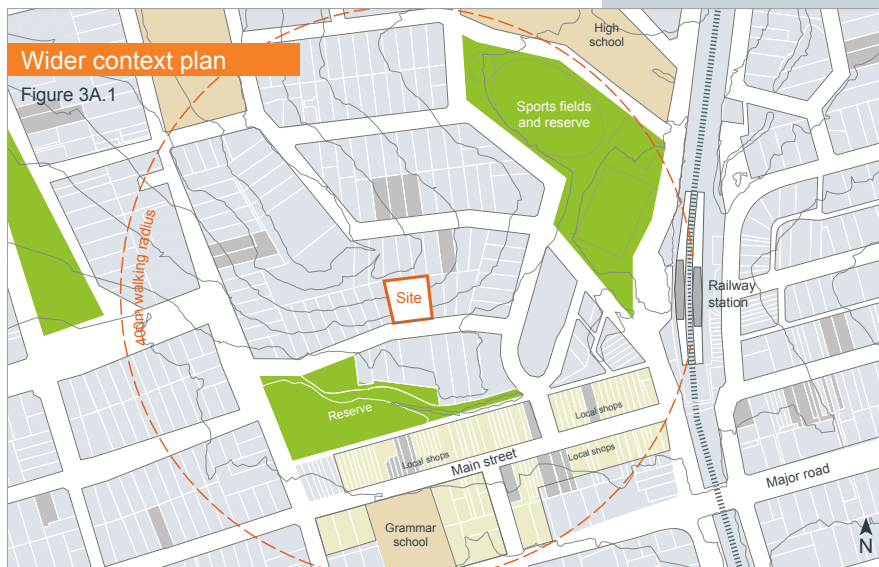 Wider context plan
Figure 3A.1
High
school
Sports fields
and reserve
400m walking radius
Site
Railway
station
Reserve
Local shops
Local shops
Local shops
Main street
Major road
Grammar
school
N